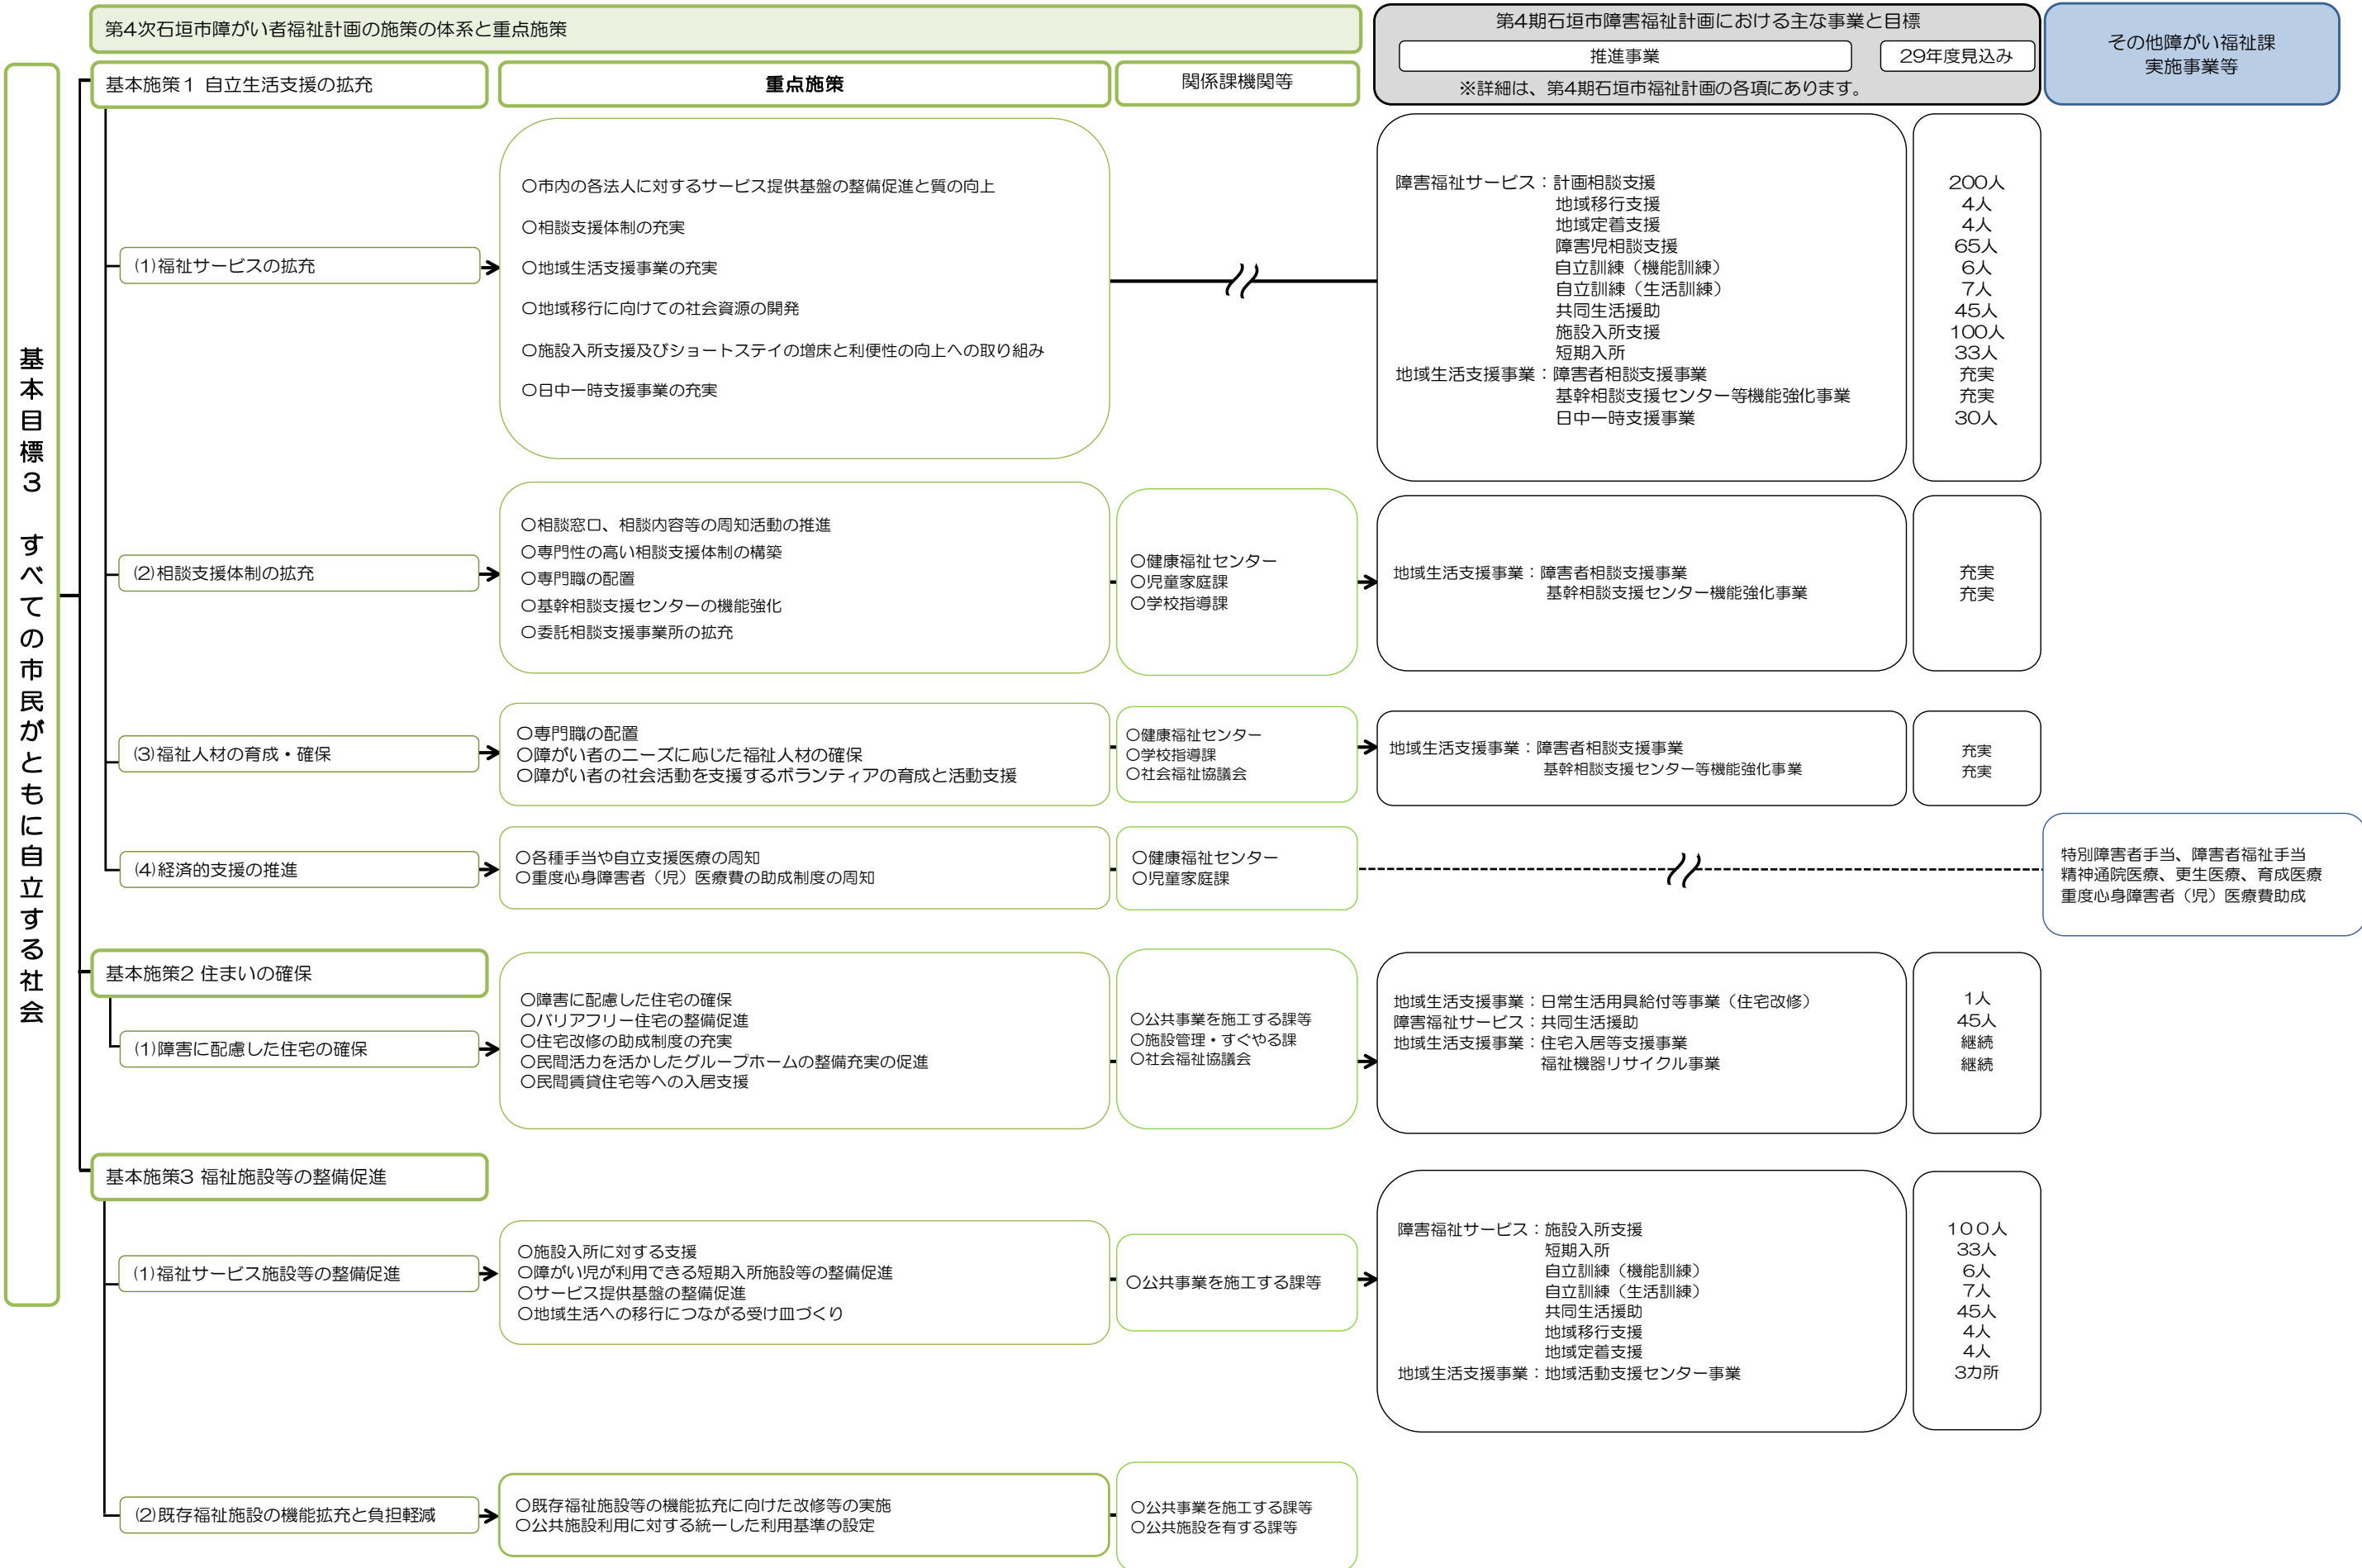 第4次石垣市障がい者福祉計画の施策の体系と重点施策
第4期石垣市障害福祉計画における主な事業と目標
推進事業
29年度見込み
※詳細は、第4期石垣市福祉計画の各項にあります。
その他障がい福祉課
実施事業等
基本目標3　すべての市民がともに自立する社会
基本施策1 自立生活支援の拡充
重点施策
関係課機関等
(1)福祉サービスの拡充
〇市内の各法人に対するサービス提供基盤の整備促進と質の向上
〇相談支援体制の充実
〇地域生活支援事業の充実
〇地域移行に向けての社会資源の開発
〇施設入所支援及びショートステイの増床と利便性の向上への取り組み
〇日中一時支援事業の充実
障害福祉サービス：計画相談支援 200人
地域移行支援 4人
地域定着支援 4人
障害児相談支援 65人
自立訓練（機能訓練） 6人
自立訓練（生活訓練） 7人
共同生活援助 45人
施設入所支援 100人
短期入所 33人
地域生活支援事業：障害者相談支援事業 充実
基幹相談支援センター等機能強化事業 充実
日中一時支援事業 30人
(2)相談支援体制の拡充
〇相談窓口、相談内容等の周知活動の推進
〇専門性の高い相談支援体制の構築
〇専門職の配置
〇基幹相談支援センターの機能強化
〇委託相談支援事業所の拡充
〇健康福祉センター
〇児童家庭課
〇学校指導課
地域生活支援事業：障害者相談支援事業 充実
基幹相談支援センター機能強化事業 充実
(3)福祉人材の育成・確保
〇専門職の配置
〇障がい者のニーズに応じた福祉人材の確保
〇障がい者の社会活動を支援するボランティアの育成と活動支援
〇健康福祉センター
〇学校指導課
〇社会福祉協議会
地域生活支援事業：障害者相談支援事業 充実
基幹相談支援センター等機能強化事業 充実
(4)経済的支援の推進
〇各種手当や自立支援医療の周知
〇重度心身障害者（児）医療費の助成制度の周知
〇健康福祉センター
〇児童家庭課
特別障害者手当、障害者福祉手当
精神通院医療、更生医療、育成医療
重度心身障害者（児）医療費助成
基本施策2 住まいの確保
(1)障害に配慮した住宅の確保
〇障害に配慮した住宅の確保
〇バリアフリー住宅の整備促進
〇住宅改修の助成制度の充実
〇民間活力を活かしたグループホームの整備充実の促進
〇民間賃貸住宅等への入居支援
〇公共事業を施工する課等
〇施設管理・すぐやる課
〇社会福祉協議会
地域生活支援事業：日常生活用具給付等事業（住宅改修） 1人
障害福祉サービス：共同生活援助 45人
地域生活支援事業：住宅入居等支援事業 継続
福祉機器リサイクル事業 継続
基本施策3 福祉施設等の整備促進
(1)福祉サービス施設等の整備促進
〇施設入所に対する支援
〇障がい児が利用できる短期入所施設等の整備促進
〇サービス提供基盤の整備促進
〇地域生活への移行につながる受け皿づくり
〇公共事業を施工する課等
障害福祉サービス：施設入所支援 100人
短期入所 33人
自立訓練（機能訓練） 6人
自立訓練（生活訓練） 7人
共同生活援助 45人
地域移行支援 4人
地域定着支援 4人
地域生活支援事業：地域活動支援センター事業 3カ所
(2)既存福祉施設の機能拡充と負担軽減
〇既存福祉施設等の機能拡充に向けた改修等の実施
〇公共施設利用に対する統一した利用基準の設定
〇公共事業を施工する課等
〇公共施設を有する課等